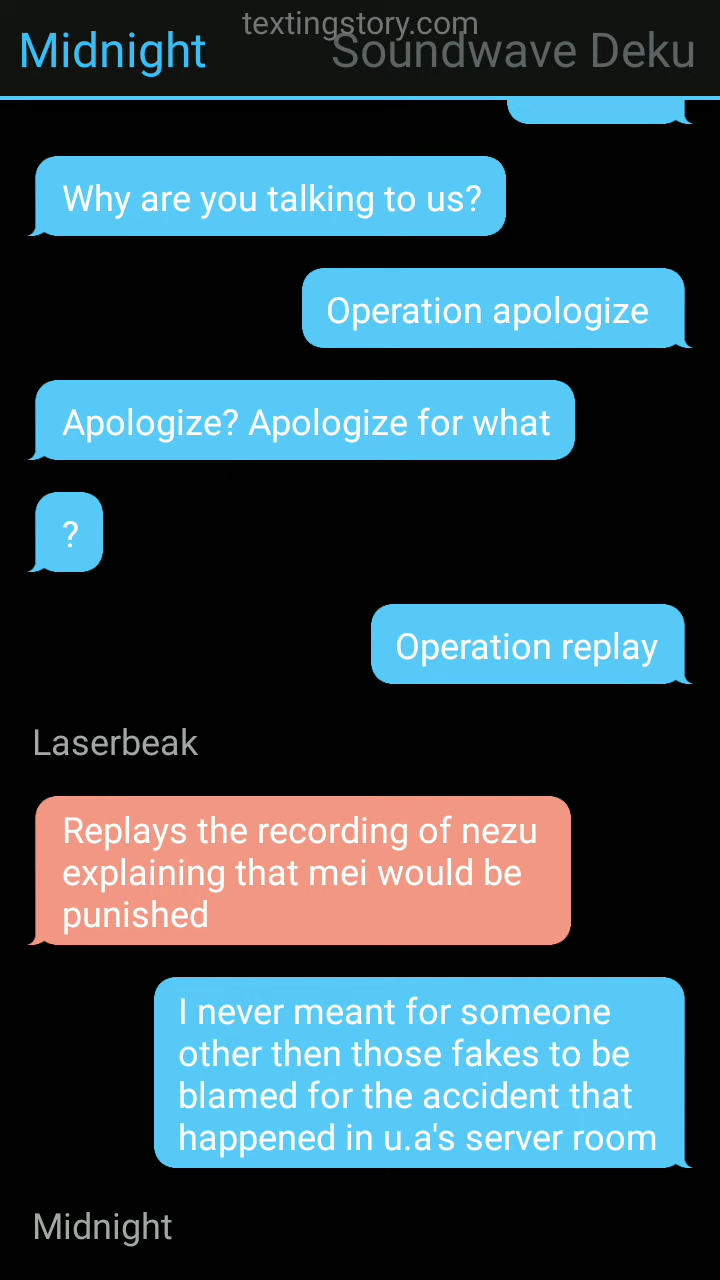 textingstory.com
Midnight
Soundwave Deku
Why are you talking to us?
Operation apologize
Apologize? Apologize for what
?
Operation replay
Laserbeak
Replays the recording of nezu
explaining that mei would be
punished
I never meant for someone
other then those fakes to be
blamed for the accident that
happened in u.a's server room
Midnight